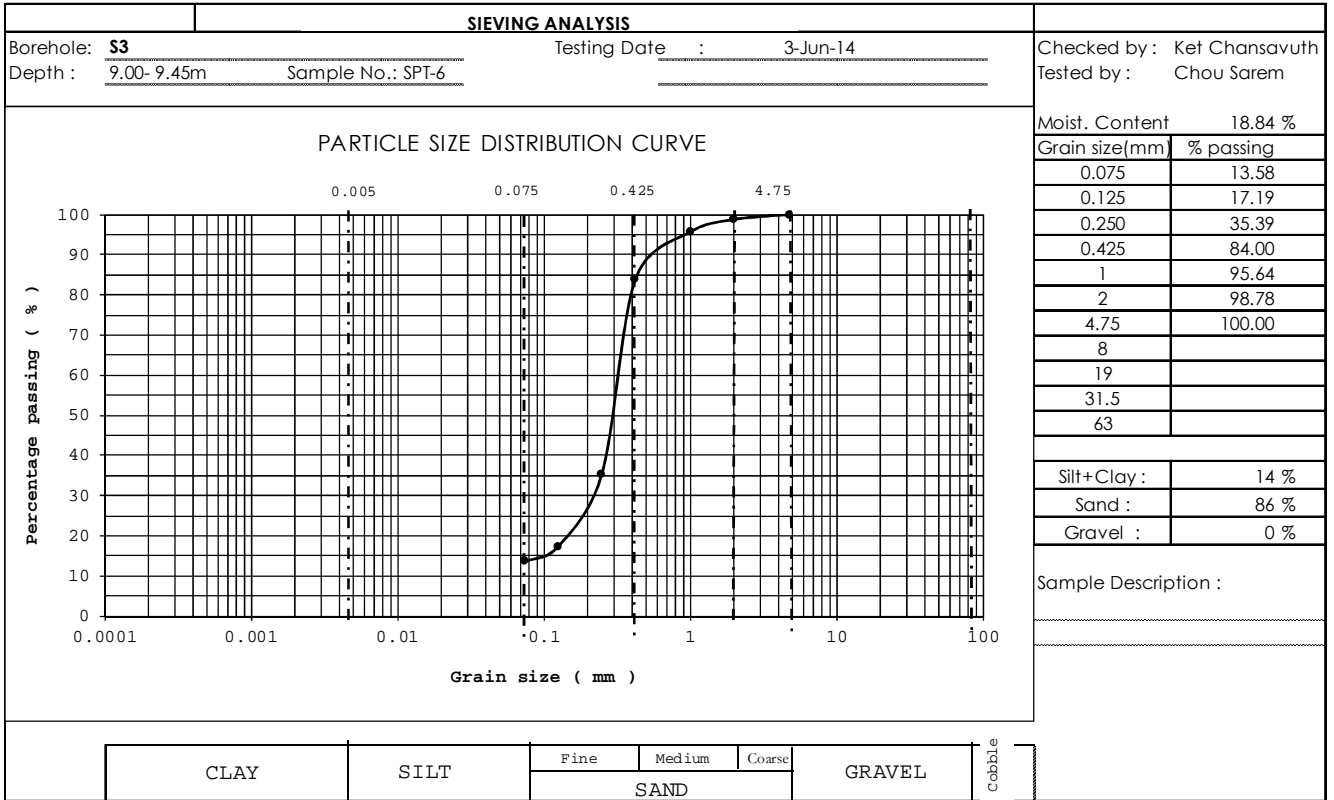 SIEVING ANALYSIS
Borehole: S3 Testing Date : 3-Jun-14
Depth : 9.00- 9.45m Sample No.: SPT-6
Checked by : Ket Chansavuth
Tested by : Chou Sarem
Moist. Content 18.84 %
Grain size(mm) % passing
0.075 13.58
0.125 17.19
0.250 35.39
0.425 84.00
1 95.64
2 98.78
4.75 100.00
8
19
31.5
63
Silt+Clay : 14 %
Sand : 86 %
Gravel : 0 %
Sample Description :
PARTICLE SIZE DISTRIBUTION CURVE
0.005 0.075 0.425 4.75
100
90
80
70
60
50
40
30
20
10
0
Percentage passing ( % )
0.0001 0.001 0.01 0.1 1 10 100
Grain size ( mm )
CLAY SILT Fine Medium Coarse GRAVEL Cobble
SAND